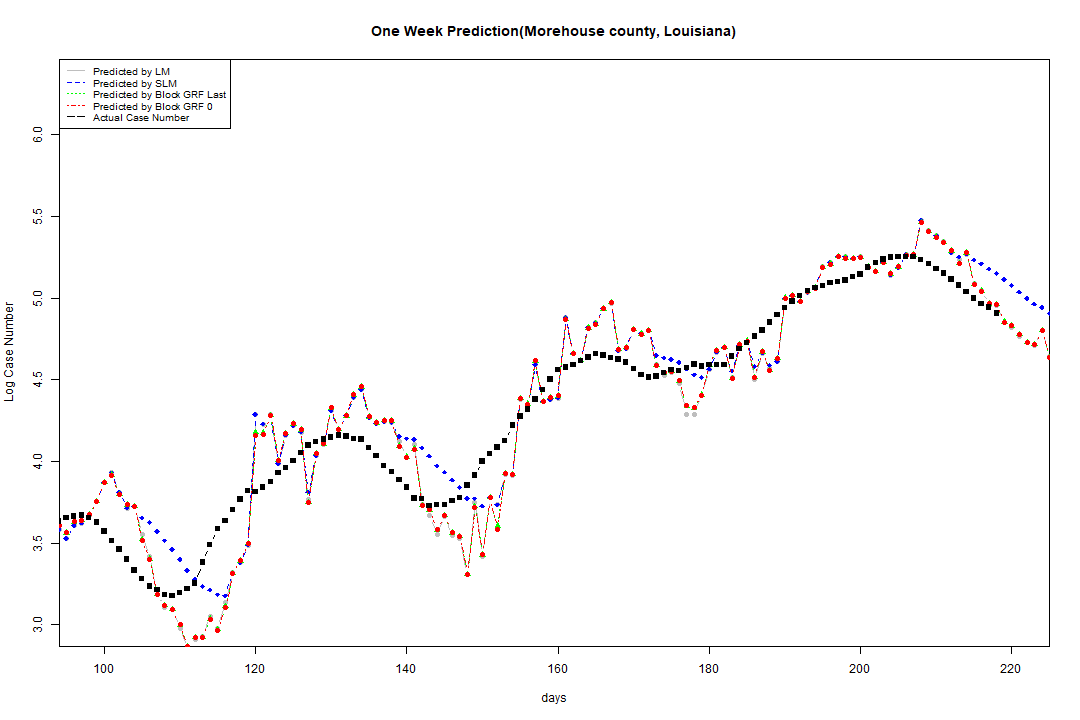 One Week Prediction(Morehouse county, Louisiana)
Predicted by LM
Predicted by SLM
Predicted by Block GRF Last
Predicted by Block GRF 0
Actual Case Number
Log Case Number
6.0
5.5
5.0
4.5
4.0
3.5
3.0
100 120 140 160 180 200 220
days